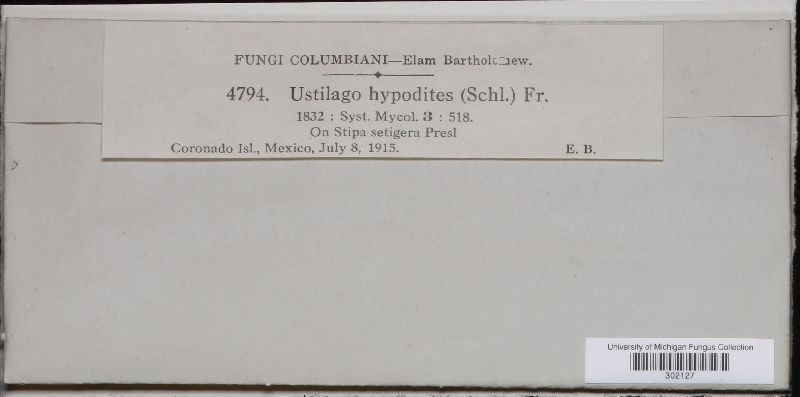 FUNGI COLUMBIANI—Elam Bartholomew.
4794. Ustilago hypodites (Schl.) Fr.
1832 : Syst. Mycol. 3 : 518.
On Stipa setigera Presl
Coronado Isl., Mexico, July 8, 1915. E. B.
University of Michigan Fungus Collection
302127